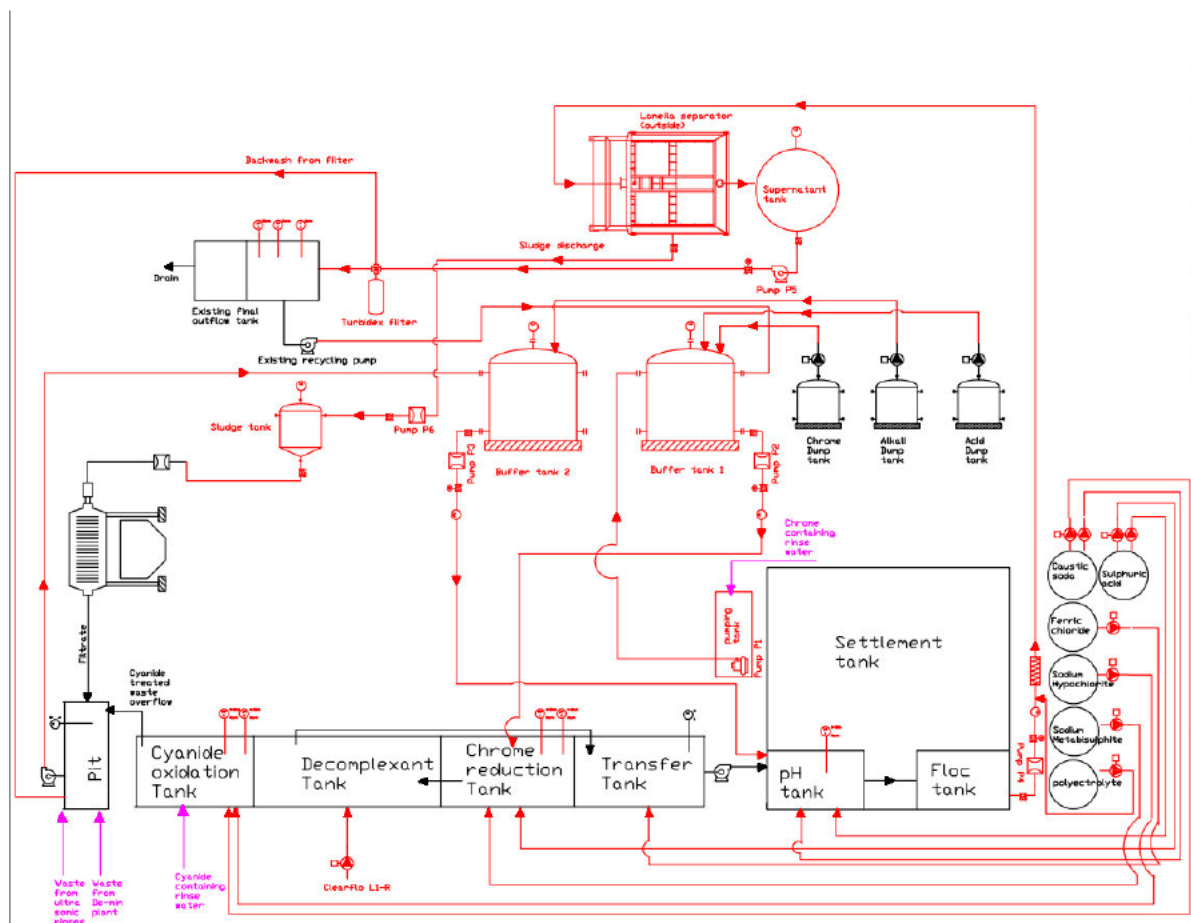 Lamella separator
(outside)
Backwash from filter
Supernatant
tank
Sludge discharge
Drain
Pump P5
Existing final
outflow tank
Turbidex filter
Existing recycling pump
Sludge tank
Pump P6
Pump P3
Buffer tank 2
Pump P2
Buffer tank 1
Chrome
Dump
tank
Alkali
Dump
tank
Acid
Dump
tank
Chrome
containing
rinse
water
Caustic
soda
Sulphuric
acid
Ferric
chloride
Sodium
Hypochlorite
Sodium
Metabisulphite
polyectrolyte
pumping
tank
Pump P1
Settlement
tank
Filtrate
Cyanide
treated
waste
overflow
Pit
Cyanide
oxidation
Tank
Decomplexant
Tank
Chrome
reduction
Tank
Transfer
Tank
pH
tank
Floc
tank
Pump P4
Waste
from
ultra
sonic
rinses
Waste
from
De-min
plant
Cyanide
containing
rinse
water
Clearflo LI-R